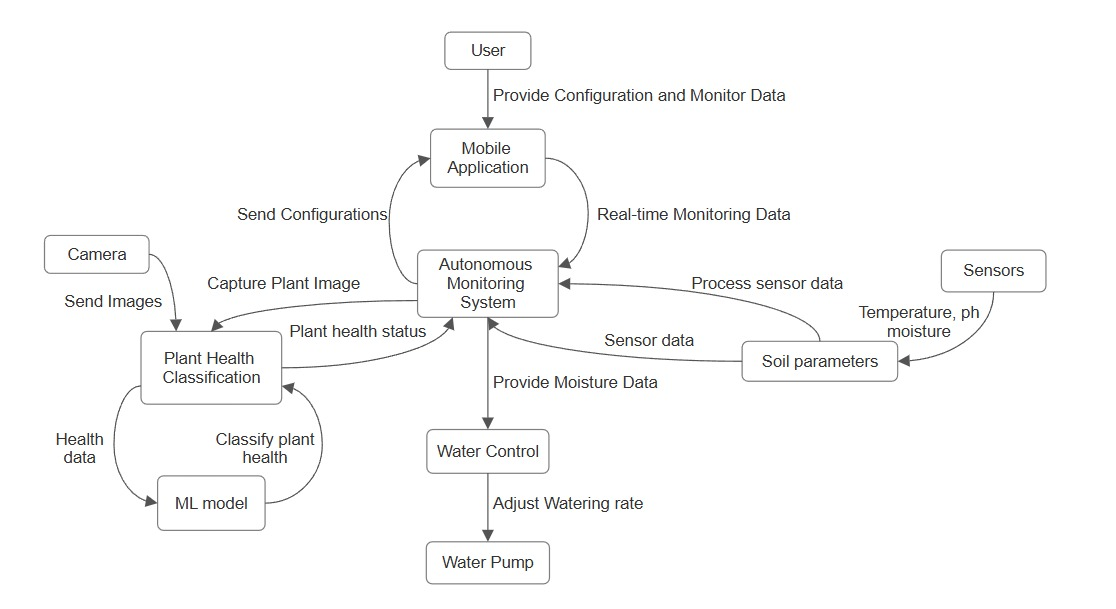 User
Provide Configuration and Monitor Data
Mobile
Application
Send Configurations
Real-time Monitoring Data
Camera
Autonomous
Monitoring
System
Sensors
Send Images
Capture Plant Image
Process sensor data
Temperature, ph
moisture
Plant health status
Sensor data
Plant Health
Classification
Soil parameters
Provide Moisture Data
Health
data
Classify plant
health
Water Control
ML model
Adjust Watering rate
Water Pump